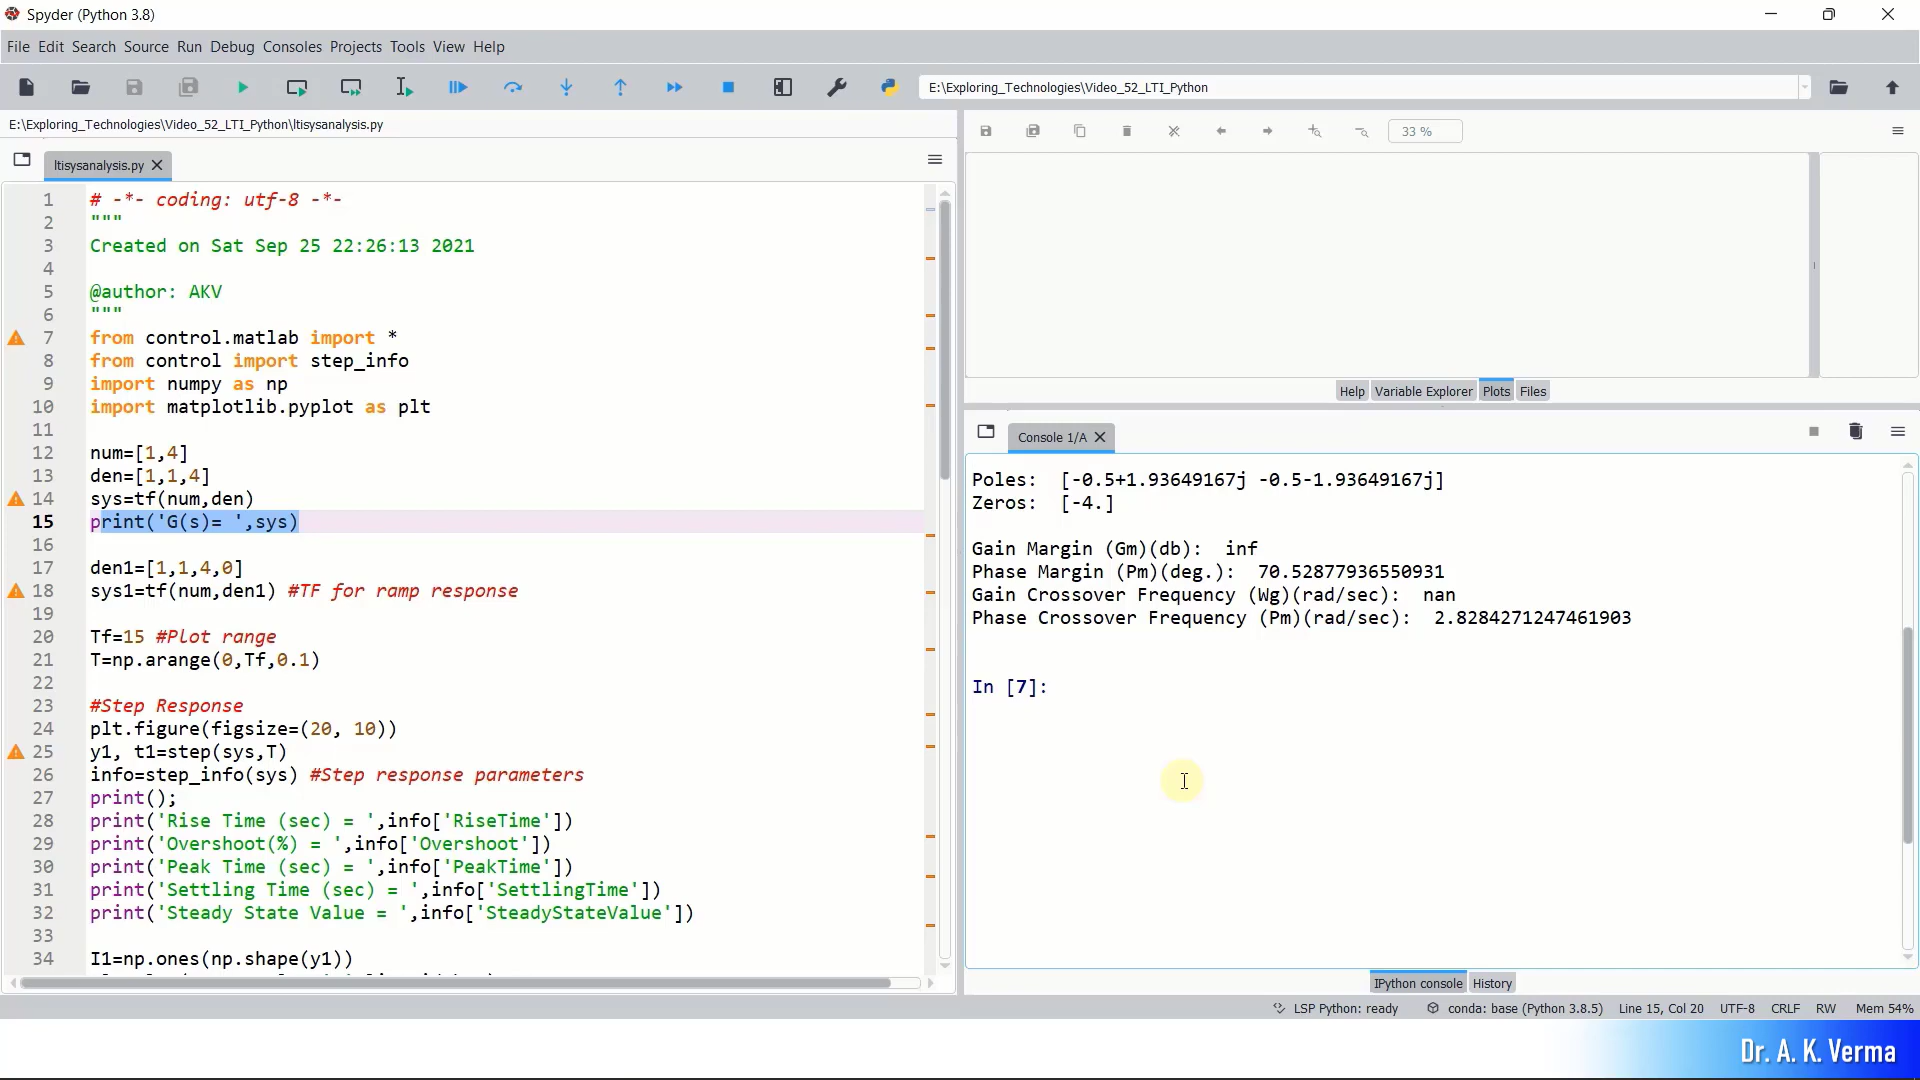 Spyder (Python 3.8)
File Edit Search Source Run Debug Consoles Projects Tools View Help
E:\Exploring_Technologies\Video_52_LTI_Python
E:\Exploring_Technologies\Video_52_LTI_Python\ltisysanalysis.py
ltisysanalysis.py
1 # -*- coding: utf-8 -*-
2 """
3 Created on Sat Sep 25 22:26:13 2021
4
5 @author: AKV
6 """
7 from control.matlab import *
8 from control import step_info
9 import numpy as np
10 import matplotlib.pyplot as plt
11
12 num=[1,4]
13 den=[1,1,4]
14 sys=tf(num,den)
15 print('G(s)= ',sys)
16
17 den1=[1,1,4,0]
18 sys1=tf(num,den1) #TF for ramp response
19
20 Tf=15 #Plot range
21 T=np.arange(0,Tf,0.1)
22
23 #Step Response
24 plt.figure(figsize=(20, 10))
25 y1, t1=step(sys,T)
26 info=step_info(sys) #Step response parameters
27 print();
28 print('Rise Time (sec) = ',info['RiseTime'])
29 print('Overshoot(%) = ',info['Overshoot'])
30 print('Peak Time (sec) = ',info['PeakTime'])
31 print('Settling Time (sec) = ',info['SettlingTime'])
32 print('Steady State Value = ',info['SteadyStateValue'])
33
34 I1=np.ones(np.shape(y1))
33 %
Help Variable Explorer Plots Files
Console 1/A
Poles:  [-0.5+1.93649167j -0.5-1.93649167j]
Zeros:  [-4.]
Gain Margin (Gm)(db):  inf
Phase Margin (Pm)(deg.):  70.52877936550931
Gain Crossover Frequency (Wg)(rad/sec):  nan
Phase Crossover Frequency (Pm)(rad/sec):  2.8284271247461903
In [7]:
IPython console History
LSP Python: ready conda: base (Python 3.8.5) Line 15, Col 20 UTF-8 CRLF RW Mem 54%
Dr. A. K. Verma